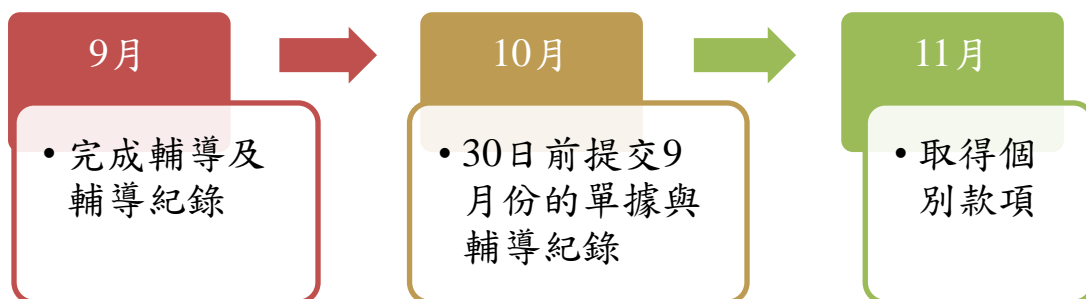 9月
• 完成輔導及
輔導紀錄
10月
• 30日前提交9
月份的單據與
輔導紀錄
11月
• 取得個
別款項